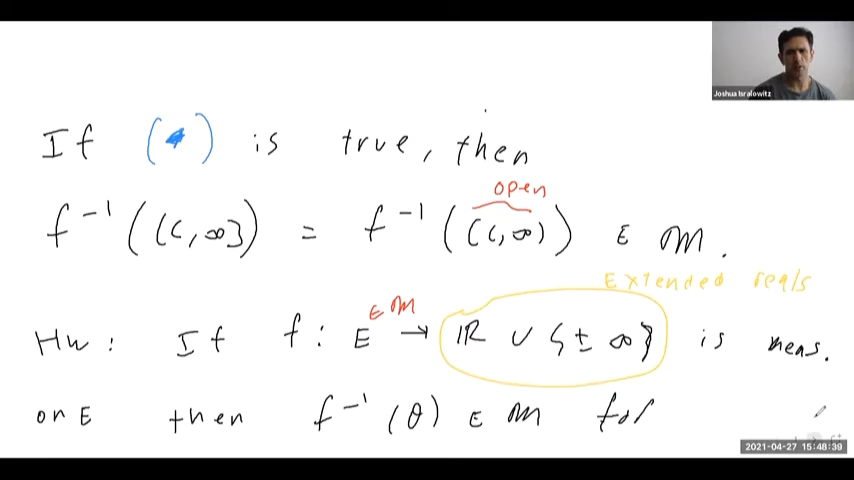 Joshua Isralowitz
If (*) is true, then
open
f⁻¹((c,∞]) = f⁻¹((c,∞)) ∈ M.
Extended reals
∈ M
Hw: If f: E → ℝ ∪ {±∞} is meas.
on E then f⁻¹(θ) ∈ M for
2021-04-27 15:48:39